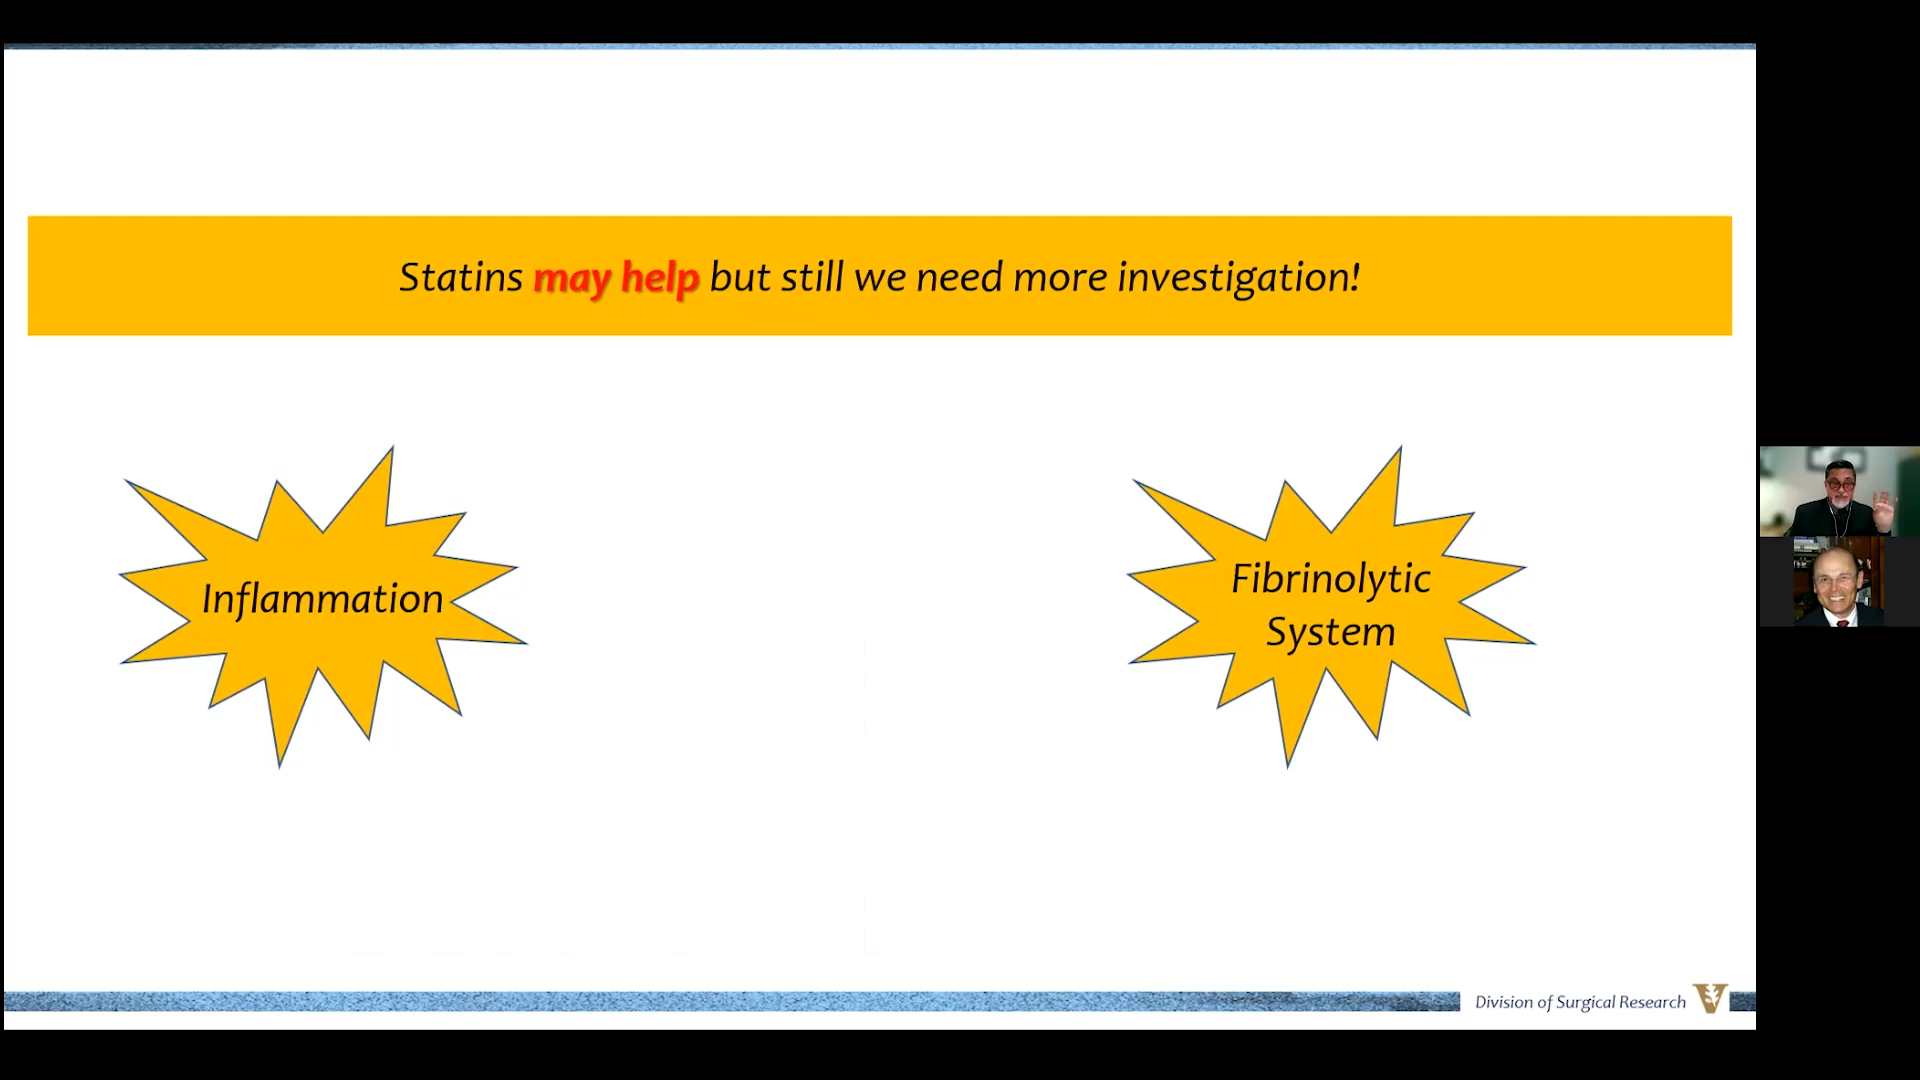 Statins may help but still we need more investigation!
Inflammation
Fibrinolytic
System
Division of Surgical Research